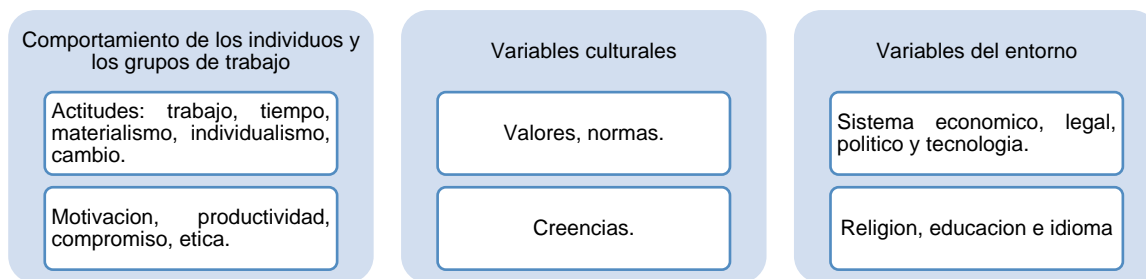 Comportamiento de los individuos y
los grupos de trabajo
Actitudes: trabajo, tiempo,
materialismo, individualismo,
cambio.
Motivacion, productividad,
compromiso, etica.
Variables culturales
Valores, normas.
Creencias.
Variables del entorno
Sistema economico, legal,
politico y tecnologia.
Religion, educacion e idioma